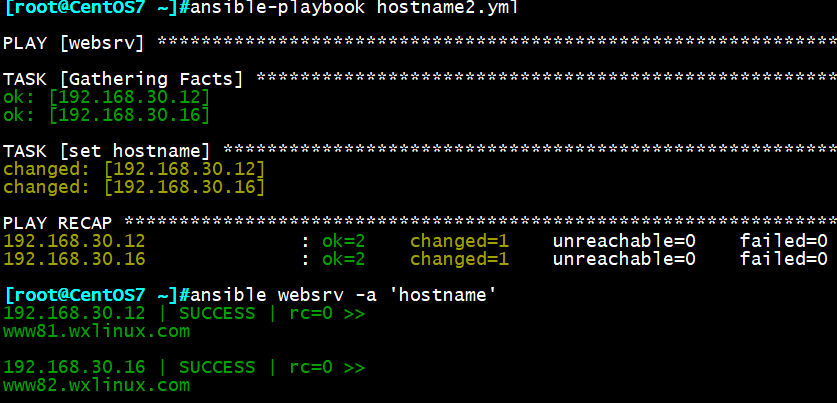 [root@CentOS7 ~]#ansible-playbook hostname2.yml
PLAY [websrv] **************************************************************
TASK [Gathering Facts] *****************************************************
ok: [192.168.30.12]
ok: [192.168.30.16]
TASK [set hostname] ********************************************************
changed: [192.168.30.12]
changed: [192.168.30.16]
PLAY RECAP *****************************************************************
192.168.30.12              : ok=2    changed=1    unreachable=0    failed=0
192.168.30.16              : ok=2    changed=1    unreachable=0    failed=0
[root@CentOS7 ~]#ansible websrv -a 'hostname'
192.168.30.12 | SUCCESS | rc=0 >>
www81.wxlinux.com
192.168.30.16 | SUCCESS | rc=0 >>
www82.wxlinux.com